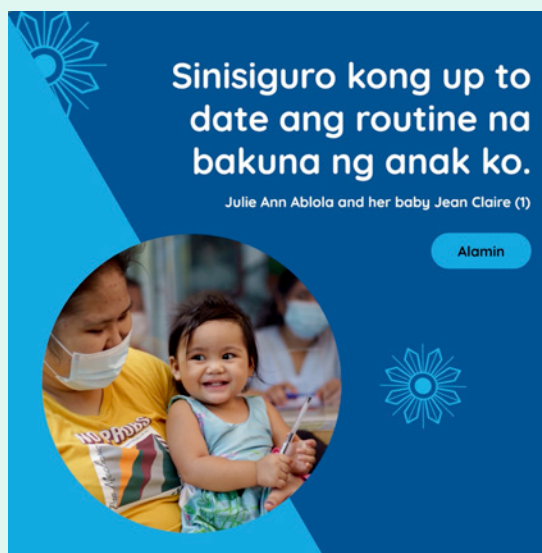 Sinisiguro kong up to
date ang routine na
bakuna ng anak ko.
Julie Ann Ablola and her baby Jean Claire (1)
Alamin